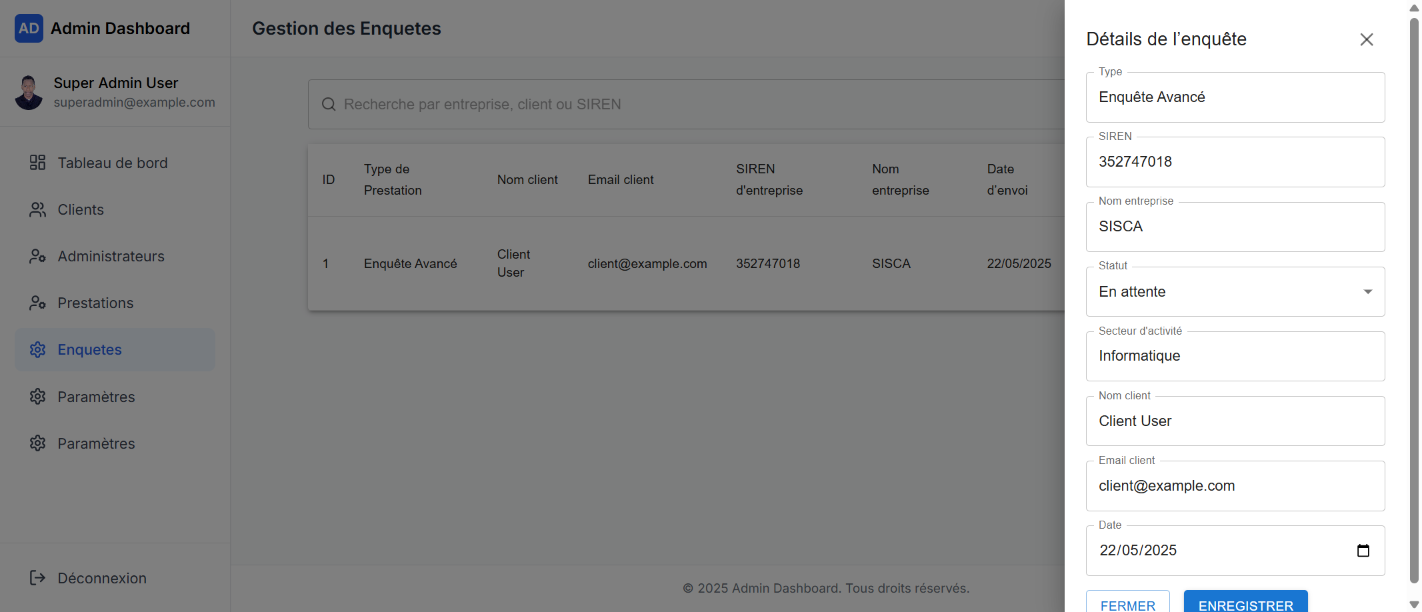 AD Admin Dashboard
Super Admin User
superadmin@example.com
Tableau de bord
Clients
Administrateurs
Prestations
Enquetes
Paramètres
Paramètres
Déconnexion
Gestion des Enquetes
Recherche par entreprise, client ou SIREN
ID
Type de
Prestation
Nom client
Email client
SIREN
d'entreprise
Nom
entreprise
Date
d'envoi
1
Enquête Avancé
Client
User
client@example.com
352747018
SISCA
22/05/2025
© 2025 Admin Dashboard. Tous droits réservés.
Détails de l’enquête
Type
Enquête Avancé
SIREN
352747018
Nom entreprise
SISCA
Statut
En attente
Secteur d'activité
Informatique
Nom client
Client User
Email client
client@example.com
Date
22/05/2025
FERMER
ENREGISTRER